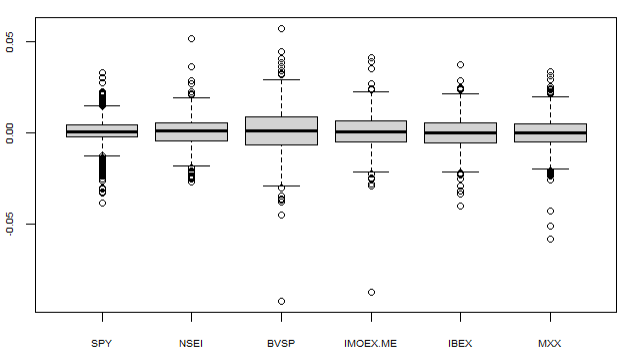 0.05
0.00
-0.05
SPY NSEI BVSP IMOEX.ME IBEX MXX